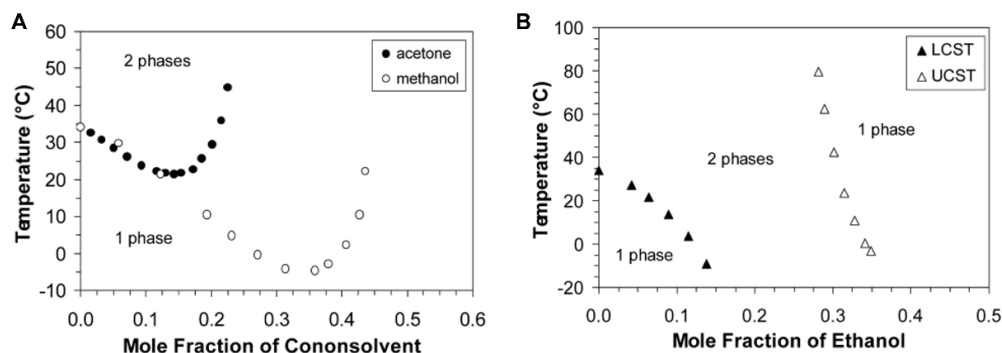 A
60
50
40
30
20
10
0
-10
Temperature (°C)
2 phases
acetone
methanol
1 phase
0.0 0.1 0.2 0.3 0.4 0.5 0.6
Mole Fraction of Cononsolvent
B
100
80
60
40
20
0
-20
Temperature (°C)
LCST
UCST
1 phase
2 phases
1 phase
0.0 0.1 0.2 0.3 0.4 0.5
Mole Fraction of Ethanol